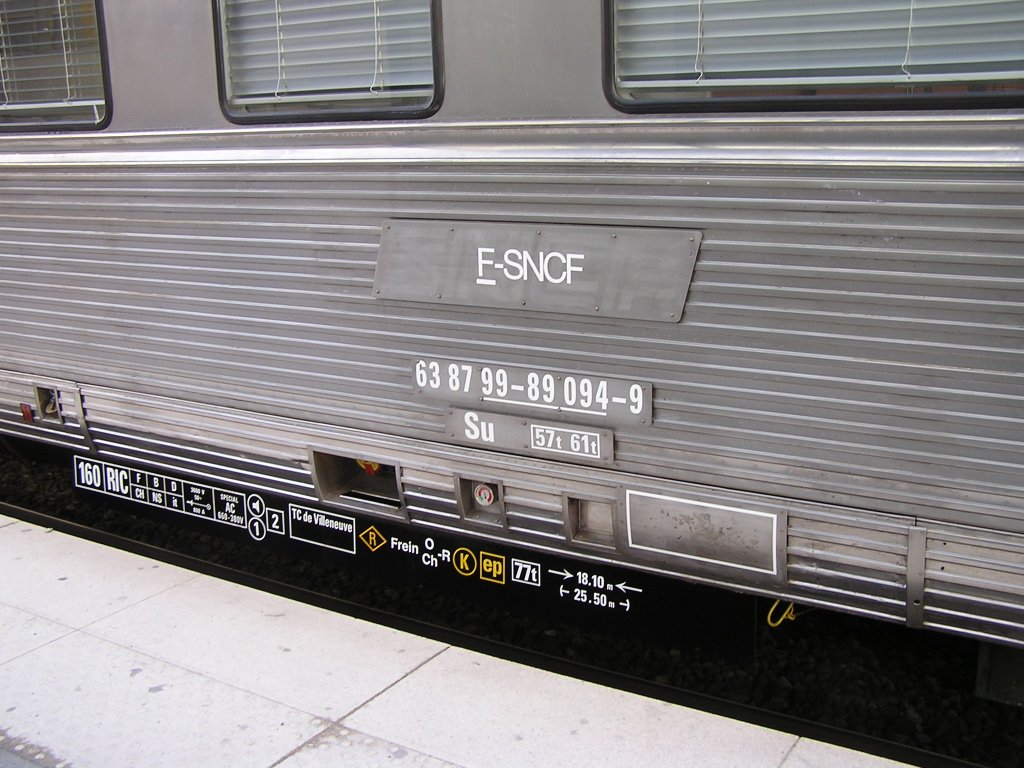 F-SNCF
63 87 99-89 094-9
Su 57t 61t
160 RIC F B D CH NS it SPECIAL AC 1 2 TC de Villeneuve
R Frein O Ch -R K ep 77t
18.10 m
25.50 m